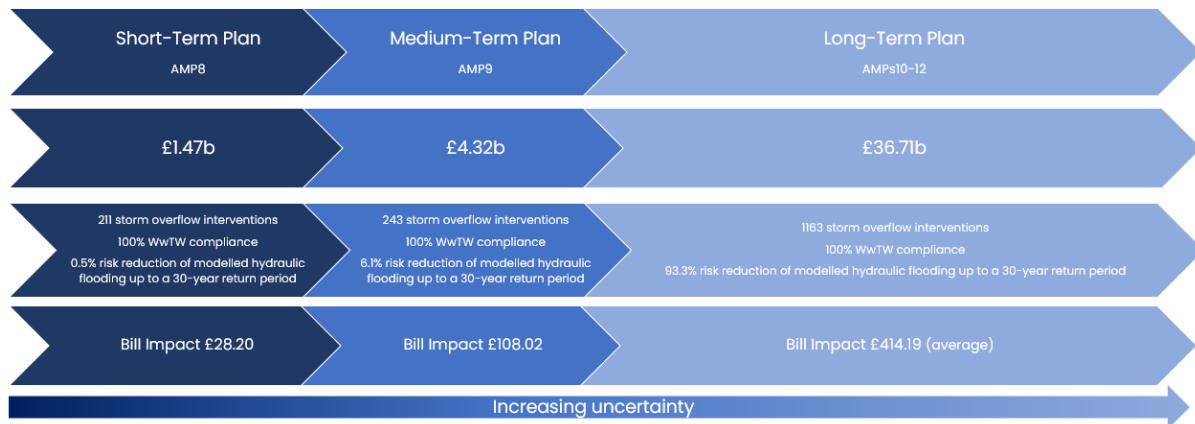 Short-Term Plan
AMP8
Medium-Term Plan
AMP9
Long-Term Plan
AMPs10-12
£1.47b
£4.32b
£36.71b
211 storm overflow interventions
100% WwTW compliance
0.5% risk reduction of modelled hydraulic
flooding up to a 30-year return period
243 storm overflow interventions
100% WwTW compliance
6.1% risk reduction of modelled hydraulic
flooding up to a 30-year return period
1163 storm overflow interventions
100% WwTW compliance
93.3% risk reduction of modelled hydraulic flooding up to a 30-year return period
Bill Impact £28.20
Bill Impact £108.02
Bill Impact £414.19 (average)
Increasing uncertainty